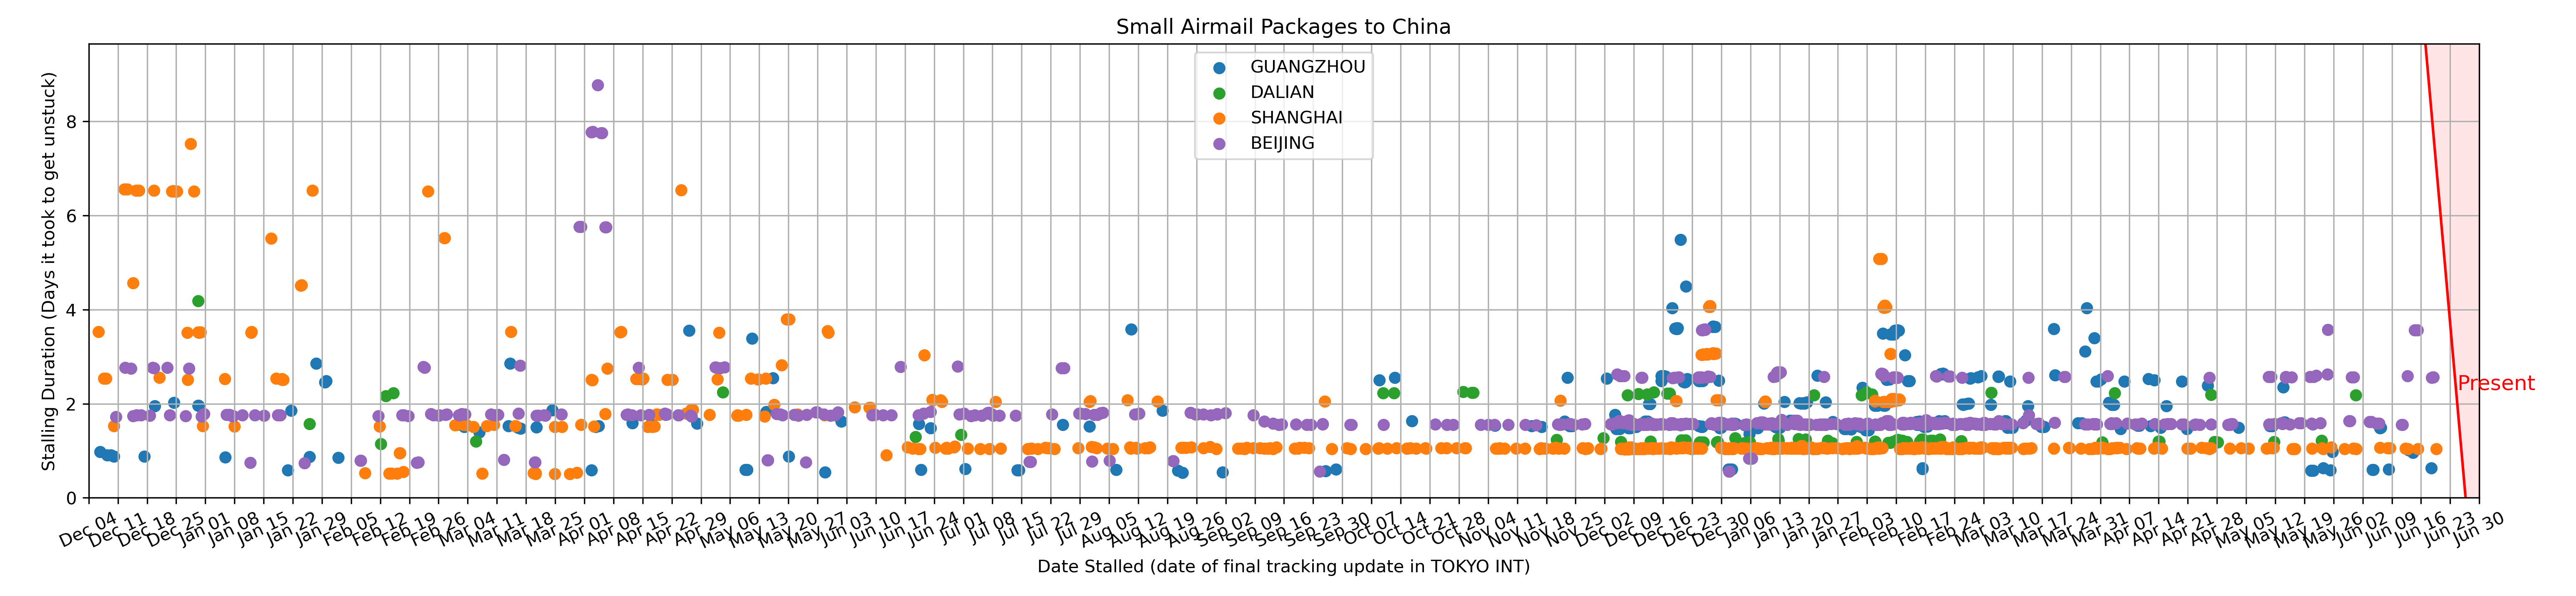 Small Airmail Packages to China
GUANGZHOU
DALIAN
SHANGHAI
BEIJING
Stalling Duration (Days it took to get unstuck)
8
6
4
2
0
Present
Dec 04
Dec 11
Dec 18
Dec 25
Jan 01
Jan 08
Jan 15
Jan 22
Jan 29
Feb 05
Feb 12
Feb 19
Feb 26
Mar 04
Mar 11
Mar 18
Mar 25
Apr 01
Apr 08
Apr 15
Apr 22
Apr 29
May 06
May 13
May 20
May 27
Jun 03
Jun 10
Jun 17
Jun 24
Jul 01
Jul 08
Jul 15
Jul 22
Jul 29
Aug 05
Aug 12
Aug 19
Aug 26
Sep 02
Sep 09
Sep 16
Sep 23
Sep 30
Oct 07
Oct 14
Oct 21
Oct 28
Nov 04
Nov 11
Nov 18
Nov 25
Dec 02
Dec 09
Dec 16
Dec 23
Dec 30
Jan 06
Jan 13
Jan 20
Jan 27
Feb 03
Feb 10
Feb 17
Feb 24
Mar 03
Mar 10
Mar 17
Mar 24
Mar 31
Apr 07
Apr 14
Apr 21
Apr 28
May 05
May 12
May 19
May 26
Jun 02
Jun 09
Jun 16
Jun 23
Jun 30
Date Stalled (date of final tracking update in TOKYO INT)